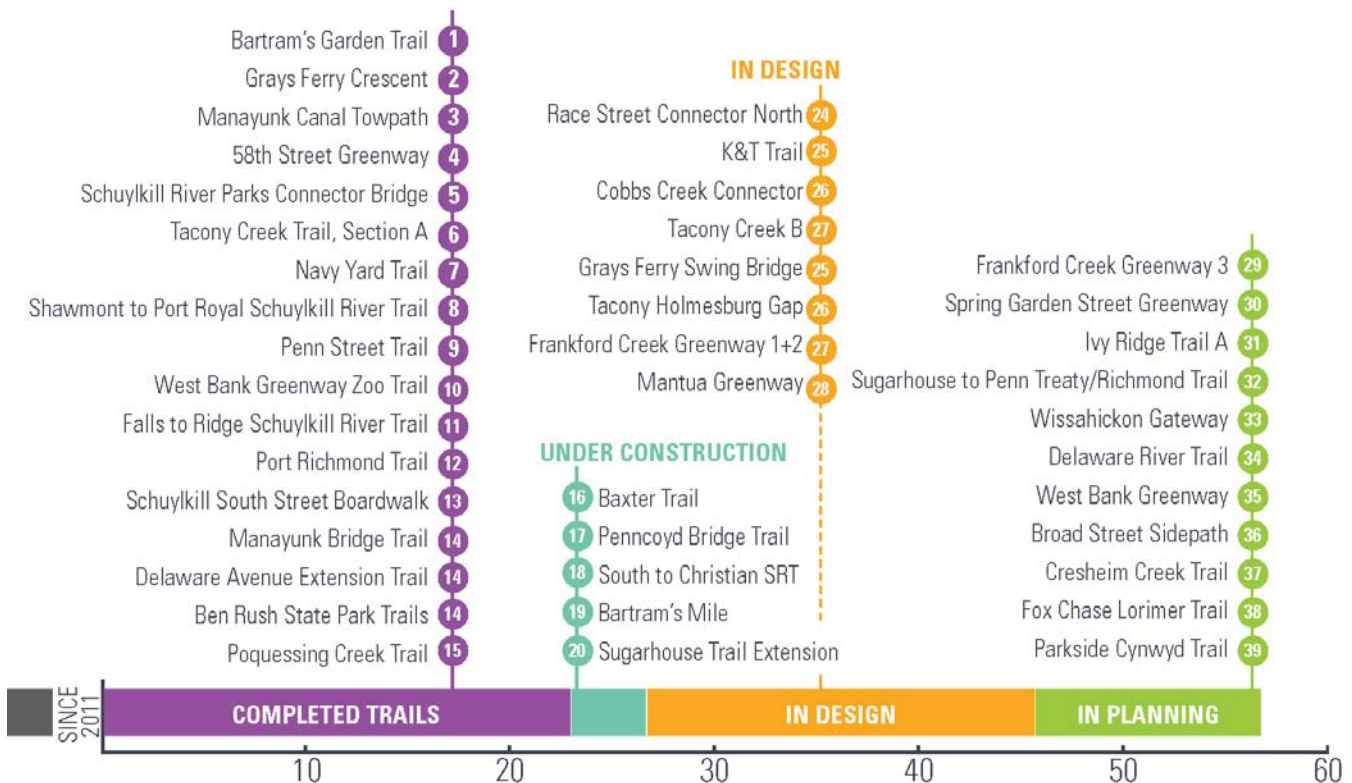 Bartram's Garden Trail 1
Grays Ferry Crescent 2
Manayunk Canal Towpath 3
58th Street Greenway 4
Schuylkill River Parks Connector Bridge 5
Tacony Creek Trail, Section A 6
Navy Yard Trail 7
Shawmont to Port Royal Schuylkill River Trail 8
Penn Street Trail 9
West Bank Greenway Zoo Trail 10
Falls to Ridge Schuylkill River Trail 11
Port Richmond Trail 12
Schuylkill South Street Boardwalk 13
Manayunk Bridge Trail 14
Delaware Avenue Extension Trail 14
Ben Rush State Park Trails 14
Poquessing Creek Trail 15
UNDER CONSTRUCTION
16 Baxter Trail
17 Penncoyd Bridge Trail
18 South to Christian SRT
19 Bartram's Mile
20 Sugarhouse Trail Extension
IN DESIGN
Race Street Connector North 24
K&T Trail 25
Cobbs Creek Connector 26
Tacony Creek B 27
Grays Ferry Swing Bridge 25
Tacony Holmesburg Gap 26
Frankford Creek Greenway 1+2 27
Mantua Greenway 28
Frankford Creek Greenway 3 29
Spring Garden Street Greenway 30
Ivy Ridge Trail A 31
Sugarhouse to Penn Treaty/Richmond Trail 32
Wissahickon Gateway 33
Delaware River Trail 34
West Bank Greenway 35
Broad Street Sidepath 36
Cresheim Creek Trail 37
Fox Chase Lorimer Trail 38
Parkside Cynwyd Trail 39
SINCE
2011
COMPLETED TRAILS
IN DESIGN
IN PLANNING
10 20 30 40 50 60